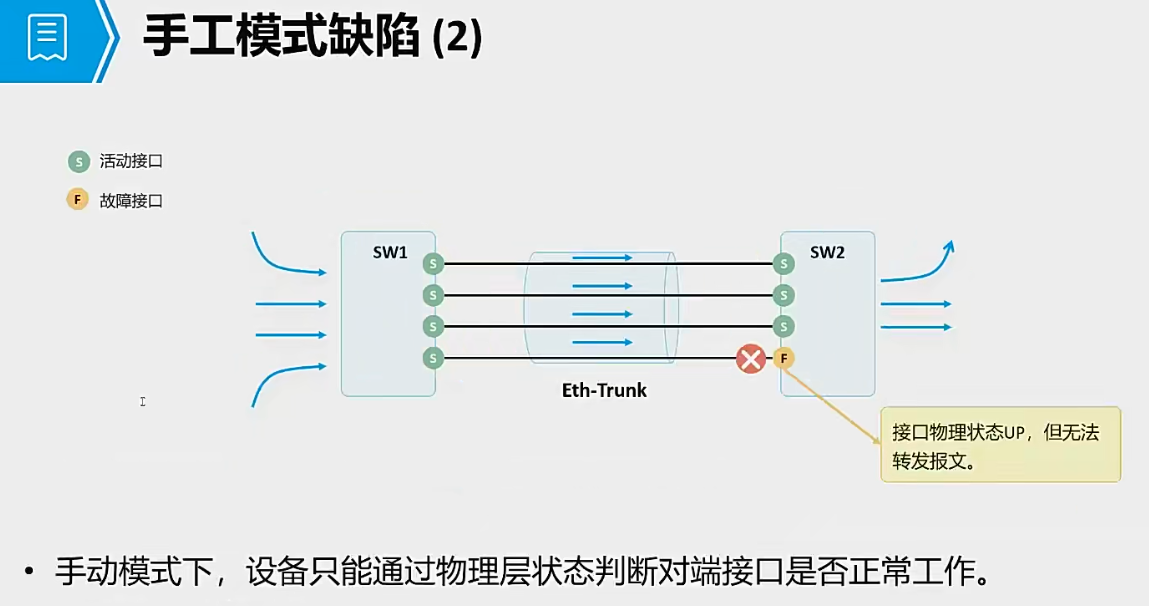 手工模式缺陷 (2)
S 活动接口
F 故障接口
SW1
SW2
S
S
S
S
S
S
S
F
Eth-Trunk
接口物理状态UP，但无法
转发报文。
• 手动模式下，设备只能通过物理层状态判断对端接口是否正常工作。